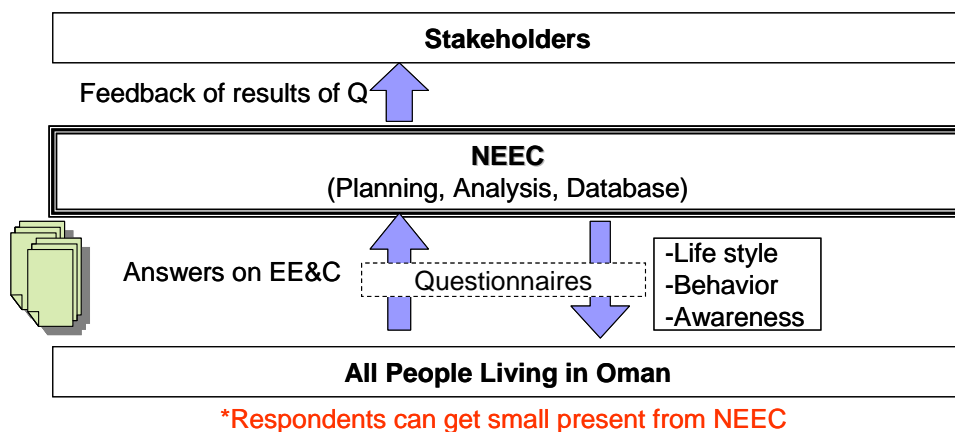 Stakeholders
Feedback of results of Q
NEEC
(Planning, Analysis, Database)
Answers on EE&C
Questionnaires
-Life style
-Behavior
-Awareness
All People Living in Oman
*Respondents can get small present from NEEC